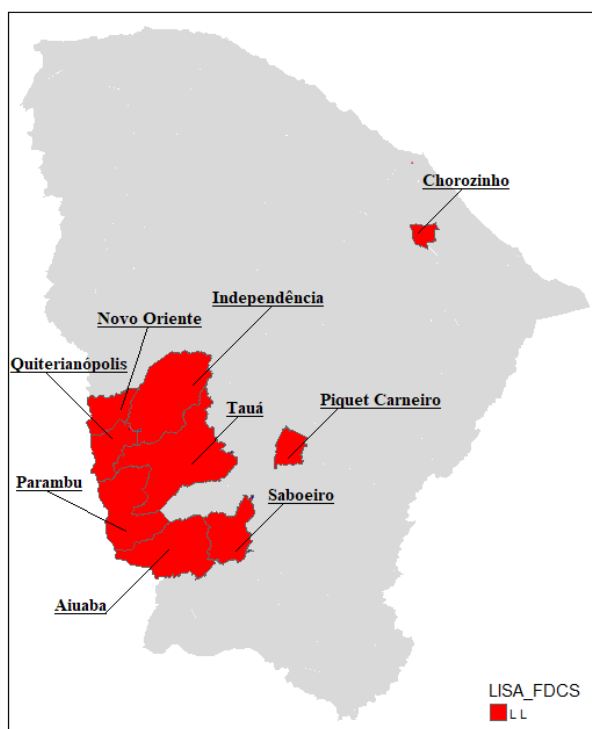 Chorozinho
Independência
Novo Oriente
Quiterianópolis
Tauá
Piquet Carneiro
Parambu
Saboeiro
Aiuaba
LISA_FDCS
L L